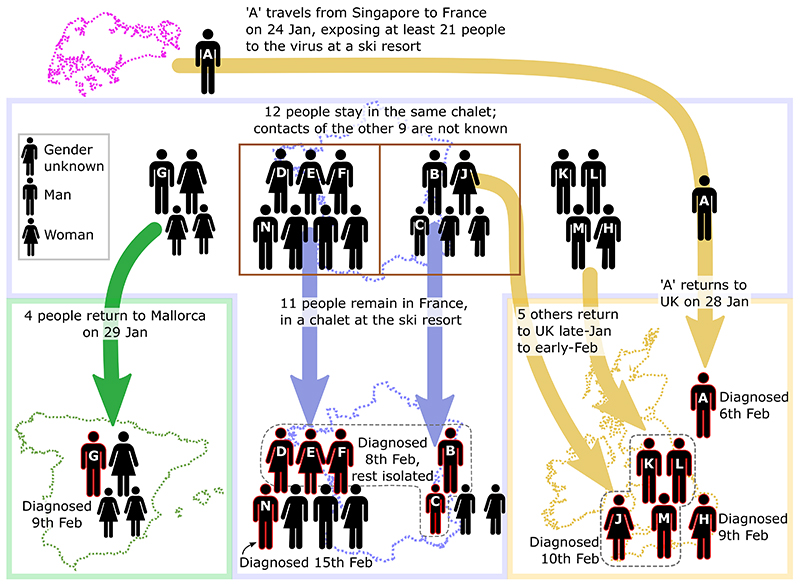 'A' travels from Singapore to France
on 24 Jan, exposing at least 21 people
to the virus at a ski resort
A
12 people stay in the same chalet;
contacts of the other 9 are not known
Gender
unknown
Man
Woman
G
D
E
F
N
B
J
C
K
L
M
H
A
'A' returns to
UK on 28 Jan
4 people return to Mallorca
on 29 Jan
11 people remain in France,
in a chalet at the ski resort
5 others return
to UK late-Jan
to early-Feb
A
Diagnosed
6th Feb
G
Diagnosed
9th Feb
D
E
F
Diagnosed
8th Feb,
rest isolated
B
N
C
Diagnosed 15th Feb
K
L
J
M
H
Diagnosed
9th Feb
Diagnosed
10th Feb